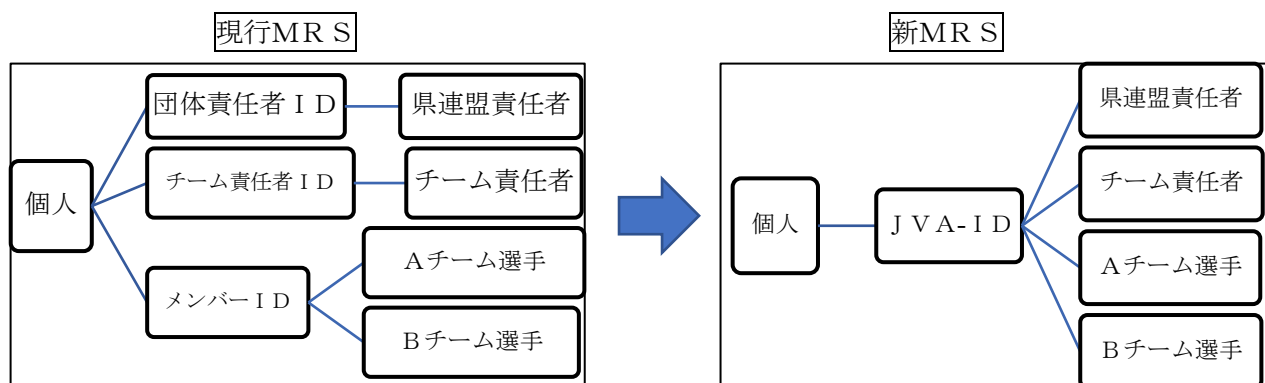 現行MRS
団体責任者ID
県連盟責任者
チーム責任者ID
チーム責任者
個人
メンバーID
Aチーム選手
Bチーム選手
新MRS
個人
JVA-ID
県連盟責任者
チーム責任者
Aチーム選手
Bチーム選手